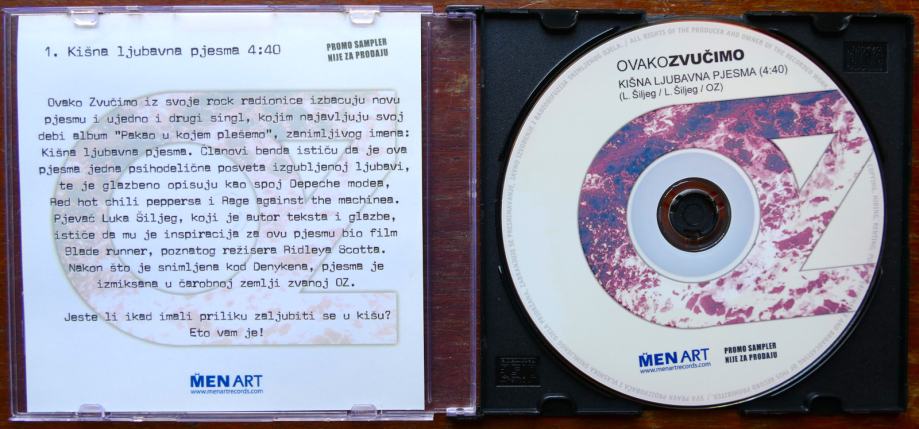 1. Kišna ljubavna pjesma 4:40
PROMO SAMPLER
NIJE ZA PRODAJU
Ovako Zvučimo iz svoje rock radionice izbacuju novu
pjesmu i ujedno i drugi singl, kojim najavljuju svoj
debi album "Pakao u kojem plešemo", zanimljivog imena:
Kišna ljubavna pjesma. Članovi benda ističu da je ova
pjesma jedna psihodelična posveta izgubljenoj ljubavi,
te je glazbeno opisuju kao spoj Depeche modea,
Red hot chili peppersa i Rage against the machinea.
Pjevač Luka Šiljeg, koji je autor teksta i glazbe,
ističe da mu je inspiracija za ovu pjesmu bio film
Blade runner, poznatog režisera Ridleya Scotta.
Nakon što je snimljena kod Denykena, pjesma je
izmiksana u čarobnoj zemlji zvanoj OZ.
Jeste li ikad imali priliku zaljubiti se u kišu?
Eto vam je!
MENART
www.menartrecords.com
OVAKOZVUČIMO
KIŠNA LJUBAVNA PJESMA (4:40)
(L. Šiljeg / L. Šiljeg / OZ)
OZ
MENART
www.menartrecords.com
PROMO SAMPLER
NIJE ZA PRODAJU